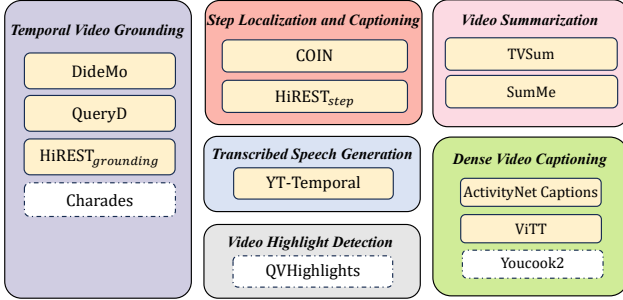 Temporal Video Grounding
DideMo
QueryD
HiREST_grounding
Charades
Step Localization and Captioning
COIN
HiREST_step
Transcribed Speech Generation
YT-Temporal
Video Highlight Detection
QVHighlights
Video Summarization
TVSum
SumMe
Dense Video Captioning
ActivityNet Captions
ViTT
Youcook2